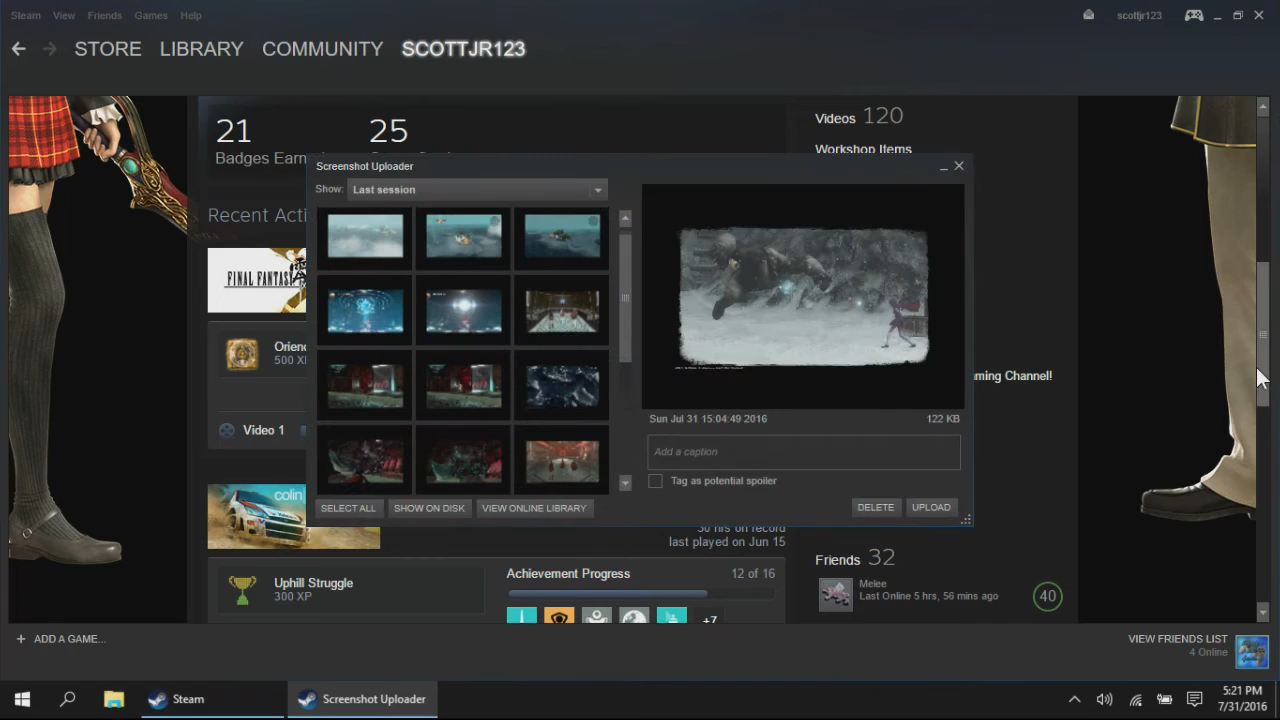 Steam View Friends Games Help
scottjr123
STORE LIBRARY COMMUNITY SCOTTJR123
21 25
Badges Earn
Videos 120
Workshop Items
Screenshot Uploader
Show: Last session
Recent Acti
FINAL FANTAS
Orienc
500 XP
Video 1
Sun Jul 31 15:04:49 2016 122 KB
Add a caption
Tag as potential spoiler
SELECT ALL SHOW ON DISK VIEW ONLINE LIBRARY DELETE UPLOAD
ming Channel!
colin
30 hrs on record
last played on Jun 15
Uphill Struggle
300 XP
Achievement Progress 12 of 16
+7
Friends 32
Melee
Last Online 5 hrs, 56 mins ago
40
+ ADD A GAME...
VIEW FRIENDS LIST
4 Online
Steam
Screenshot Uploader
5:21 PM
7/31/2016